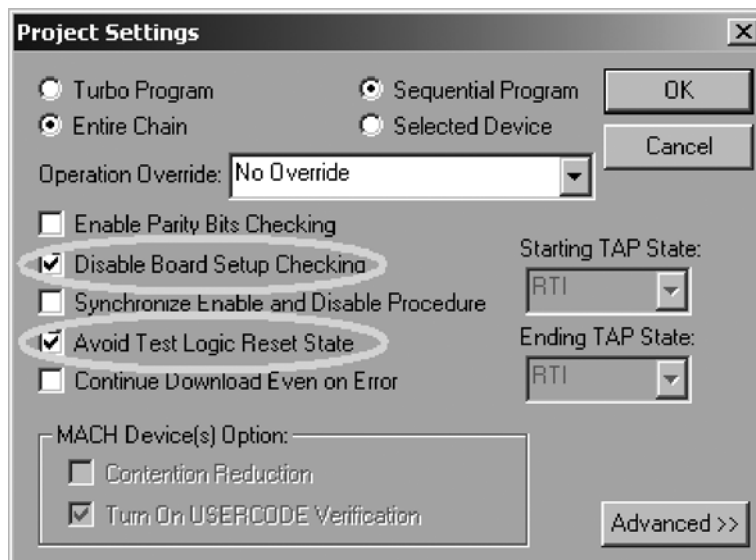 Project Settings
Turbo Program
Sequential Program
OK
Entire Chain
Selected Device
Cancel
Operation Override: No Override
Enable Parity Bits Checking
Disable Board Setup Checking
Starting TAP State:
RTI
Synchronize Enable and Disable Procedure
Avoid Test Logic Reset State
Ending TAP State:
RTI
Continue Download Even on Error
MACH Device(s) Option:
Contention Reduction
Turn On USERCODE Verification
Advanced >>